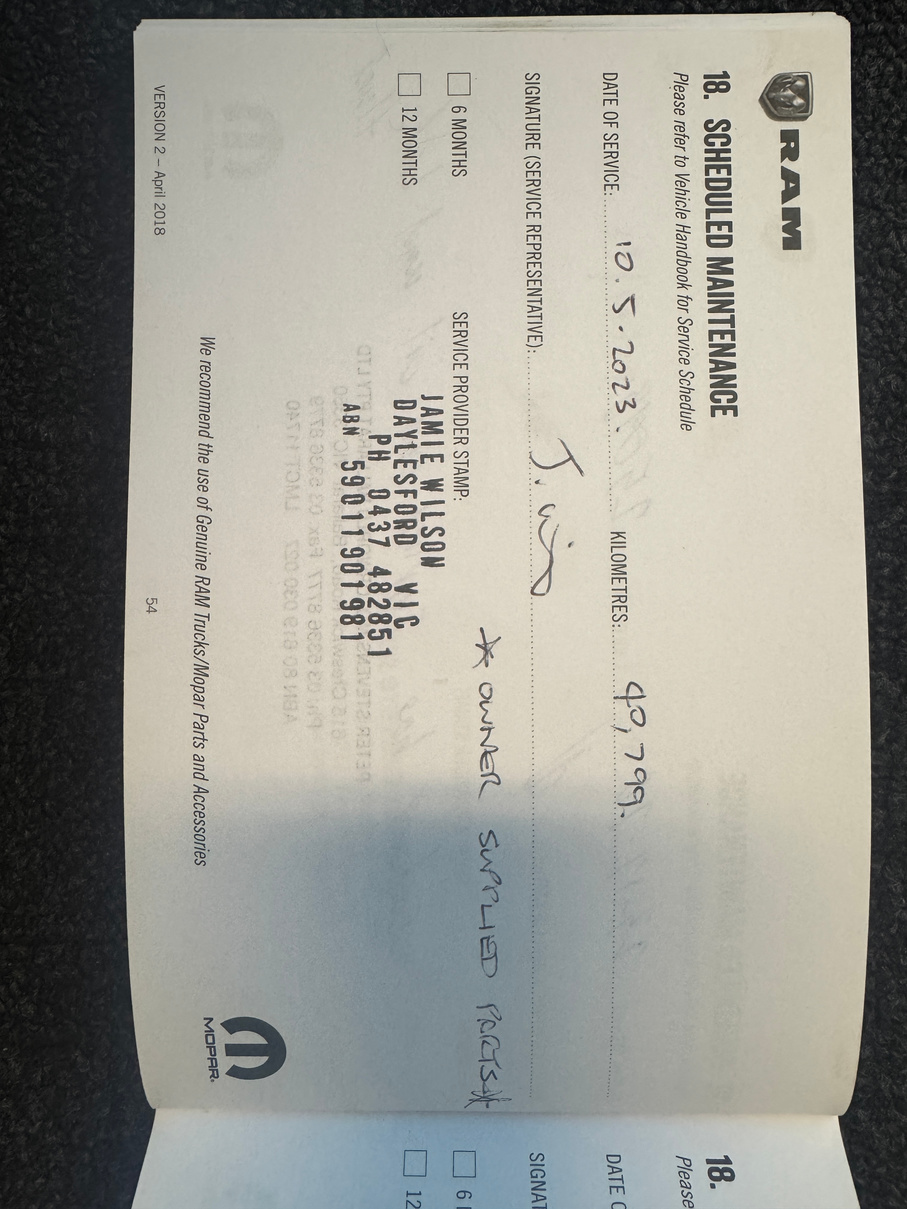 RAM
18. SCHEDULED MAINTENANCE
Please refer to Vehicle Handbook for Service Schedule
DATE OF SERVICE: 10.5.2023. KILOMETRES: 40,799.
SIGNATURE (SERVICE REPRESENTATIVE):
* OWNER SUPPLIED PARTS *
6 MONTHS
12 MONTHS
SERVICE PROVIDER STAMP:
JAMIE WILSON
DAYLESFORD VIC
PH 0437 482851
ABN 59011901981
We recommend the use of Genuine RAM Trucks/Mopar Parts and Accessories
MOPAR
VERSION 2 – April 2018
54
18.
Please
DATE O
SIGNAT
6
12